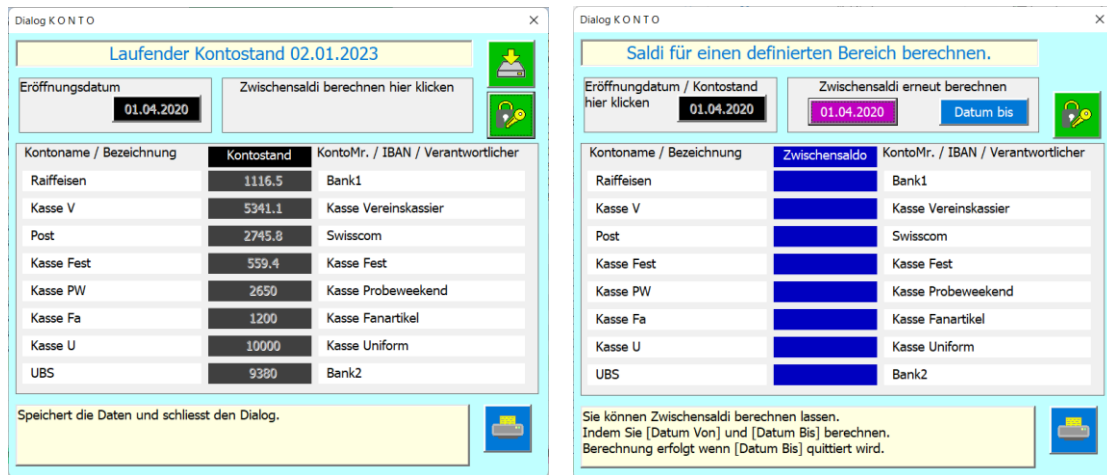 Dialog K O N T O
Laufender Kontostand 02.01.2023
Eröffnungsdatum
01.04.2020
Zwischensaldi berechnen hier klicken
Kontoname / Bezeichnung Kontostand KontoMr. / IBAN / Verantwortlicher
Raiffeisen 1116.5 Bank1
Kasse V 5341.1 Kasse Vereinskassier
Post 2745.8 Swisscom
Kasse Fest 559.4 Kasse Fest
Kasse PW 2650 Kasse Probeweekend
Kasse Fa 1200 Kasse Fanartikel
Kasse U 10000 Kasse Uniform
UBS 9380 Bank2
Speichert die Daten und schliesst den Dialog.
Dialog K O N T O
Saldi für einen definierten Bereich berechnen.
Eröffnungdatum / Kontostand
hier klicken 01.04.2020
Zwischensaldi erneut berechnen
01.04.2020 Datum bis
Kontoname / Bezeichnung Zwischensaldo KontoMr. / IBAN / Verantwortlicher
Raiffeisen Bank1
Kasse V Kasse Vereinskassier
Post Swisscom
Kasse Fest Kasse Fest
Kasse PW Kasse Probeweekend
Kasse Fa Kasse Fanartikel
Kasse U Kasse Uniform
UBS Bank2
Sie können Zwischensaldi berechnen lassen.
Indem Sie [Datum Von] und [Datum Bis] berechnen.
Berechnung erfolgt wenn [Datum Bis] quittiert wird.